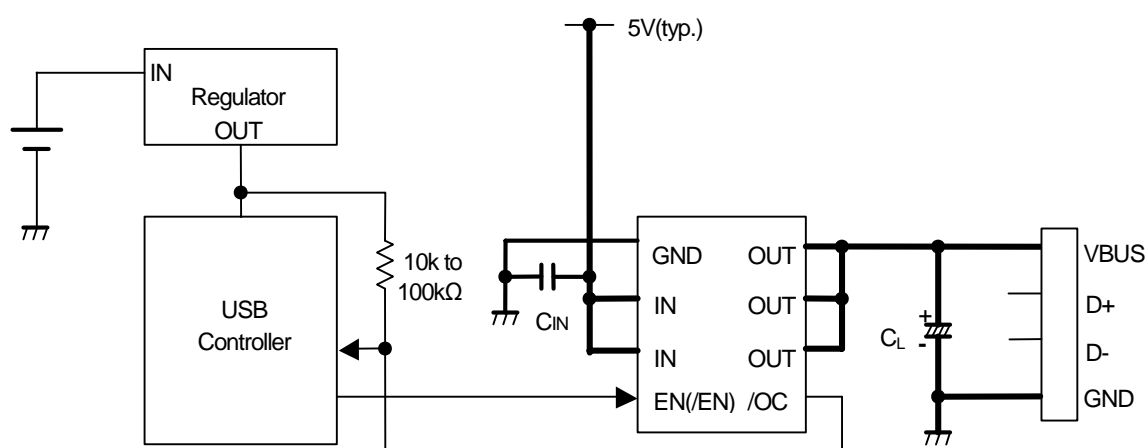 5V(typ.)
IN
Regulator
OUT
10k to
100kΩ
USB
Controller
CIN
GND
IN
IN
EN(/EN)
OUT
OUT
OUT
/OC
+
-
CL
VBUS
D+
D-
GND